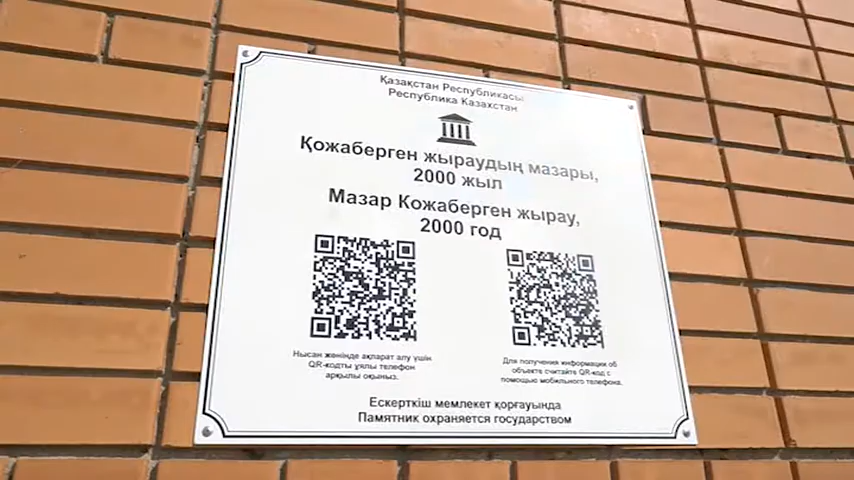 Қазақстан Республикасы
Республика Казахстан
Қожаберген жыраудың мазары,
2000 жыл
Мазар Кожаберген жырау,
2000 год
Нысан жөнінде ақпарат алу үшін
QR-кодты ұялы телефон
арқылы оқыңыз.
Для получения информации об
объекте считайте QR-код с
помощью мобильного телефона.
Ескерткіш мемлекет қорғауында
Памятник охраняется государством